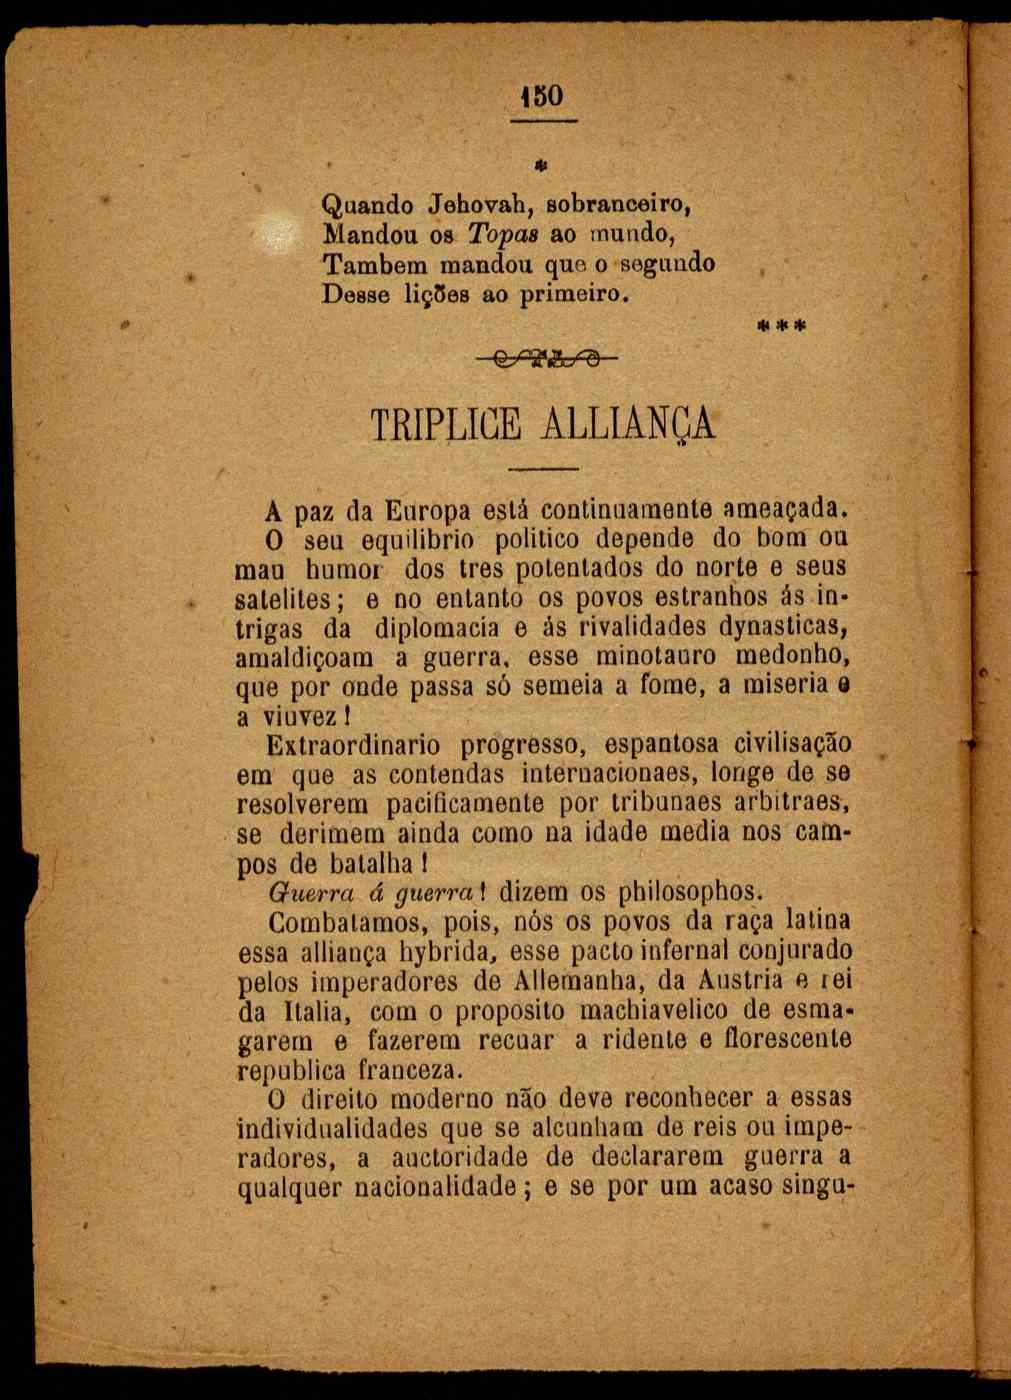 150
*
Quando Jehovah, sobranceiro,
Mandou os Topas ao mundo,
Tambem mandou que o segundo
Desse lições ao primeiro.
***
TRIPLICE ALLIANÇA
A paz da Europa está continuamente ameaçada.
O seu equilibrio politico depende do bom ou
mau humor dos tres potentados do norte e seus
satelites; e no entanto os povos estranhos ás in-
trigas da diplomacia e ás rivalidades dynasticas,
amaldiçoam a guerra, esse minotauro medonho,
que por onde passa só semeia a fome, a miseria e
a viuvez!
Extraordinario progresso, espantosa civilisação
em que as contendas internacionaes, longe de se
resolverem pacificamente por tribunaes arbitraes,
se derimem ainda como na idade media nos cam-
pos de batalha!
Guerra á guerra! dizem os philosophos.
Combatamos, pois, nós os povos da raça latina
essa alliança hybrida, esse pacto infernal conjurado
pelos imperadores de Allemanha, da Austria e rei
da Italia, com o proposito machiavelico de esma-
garem e fazerem recuar a ridente e florescente
republica franceza.
O direito moderno não deve reconhecer a essas
individualidades que se alcunham de reis ou impe-
radores, a auctoridade de declararem guerra a
qualquer nacionalidade; e se por um acaso singu-